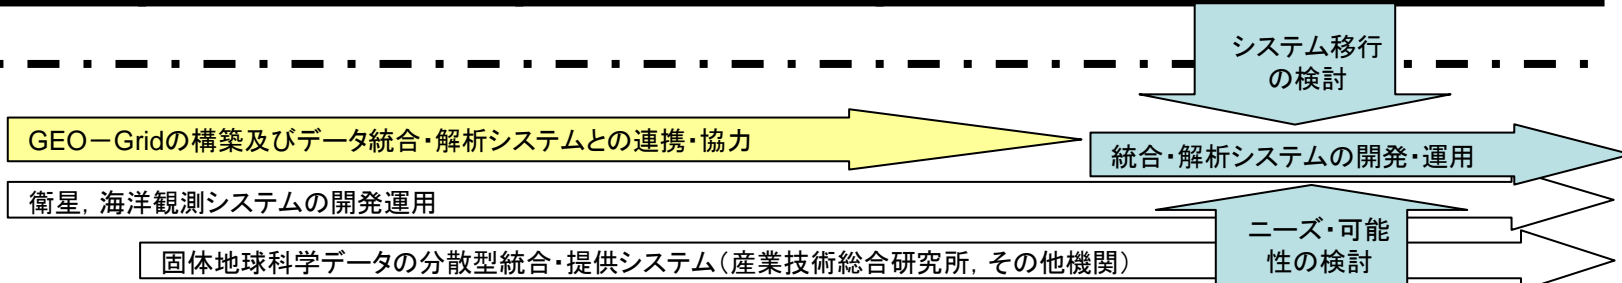 システム移行
の検討
GEO－Gridの構築及びデータ統合・解析システムとの連携・協力
統合・解析システムの開発・運用
衛星，海洋観測システムの開発運用
ニーズ・可能
性の検討
固体地球科学データの分散型統合・提供システム（産業技術総合研究所，その他機関）